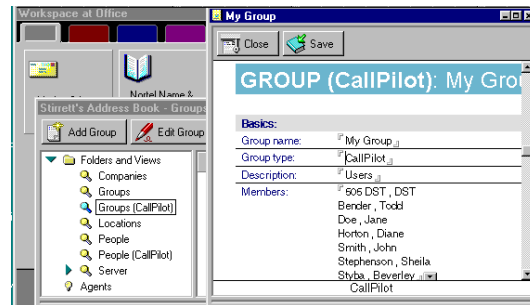 Workspace at Office
Nortel Name &
Stirrett's Address Book - Groups
Add Group
Edit Group
Folders and Views
Companies
Groups
Groups (CallPilot)
Locations
People
People (CallPilot)
Server
Agents
My Group
Close
Save
GROUP (CallPilot): My Gro
Basics:
Group name: My Group
Group type: CallPilot
Description: Users
Members: 506 DST , DST
Bender , Todd
Doe , Jane
Horton , Diane
Smith , John
Stephenson , Sheila
Styba , Beverley
CallPilot